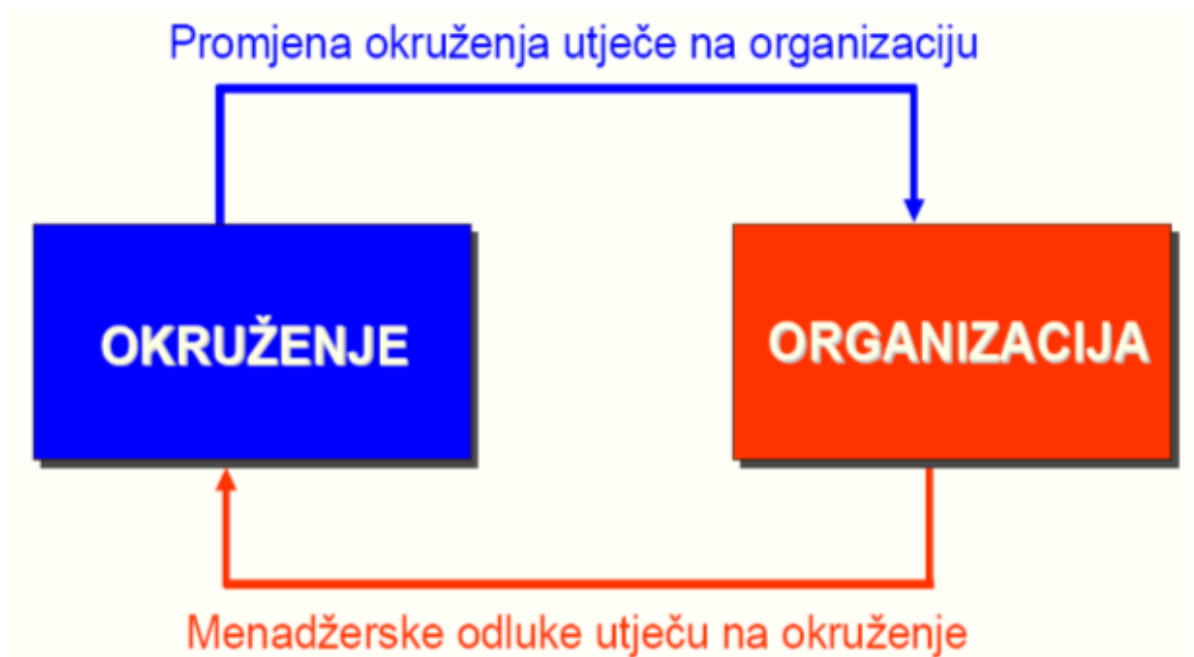 Promjena okruženja utječe na organizaciju
OKRUŽENJE
ORGANIZACIJA
Menadžerske odluke utječu na okruženje